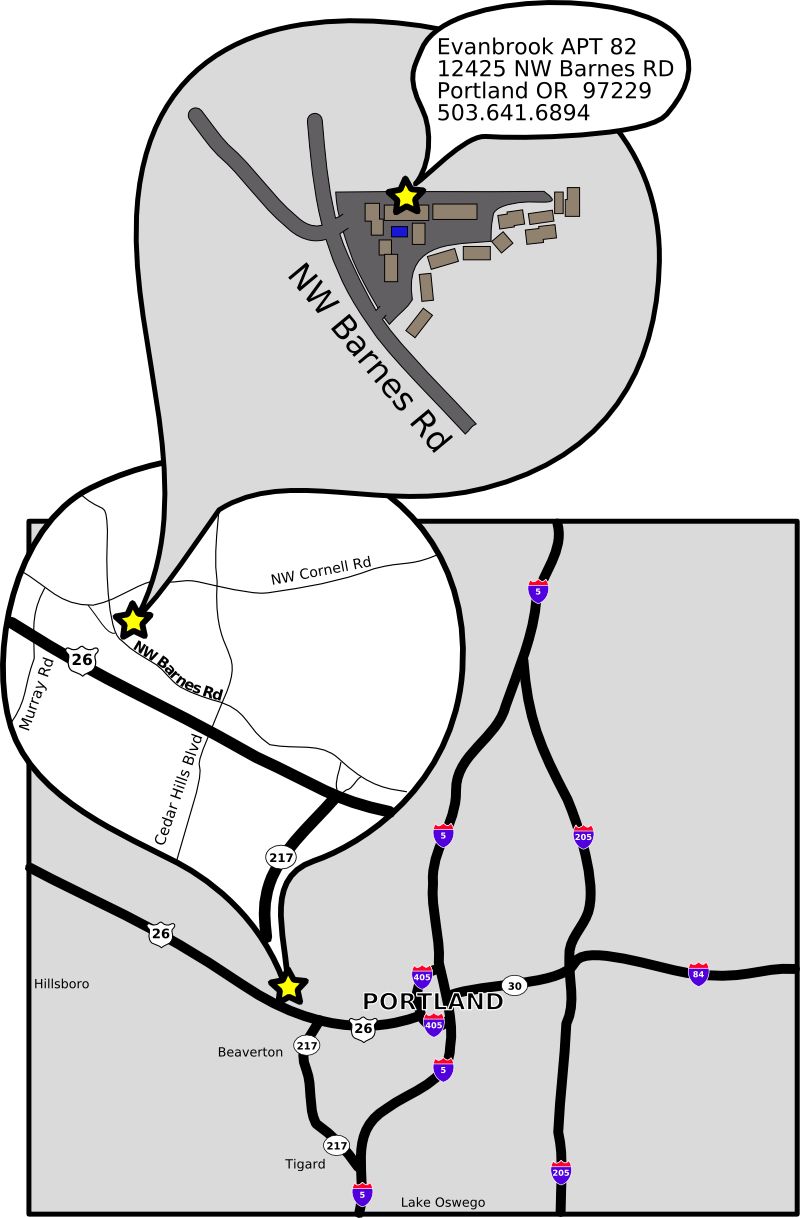 Evanbrook APT 82
12425 NW Barnes RD
Portland OR  97229
503.641.6894
NW Barnes Rd
NW Cornell Rd
NW Barnes Rd
26
Murray Rd
Cedar Hills Blvd
217
5
5
205
26
Hillsboro
405
84
30
PORTLAND
26
405
217
Beaverton
5
217
Tigard
205
5
Lake Oswego